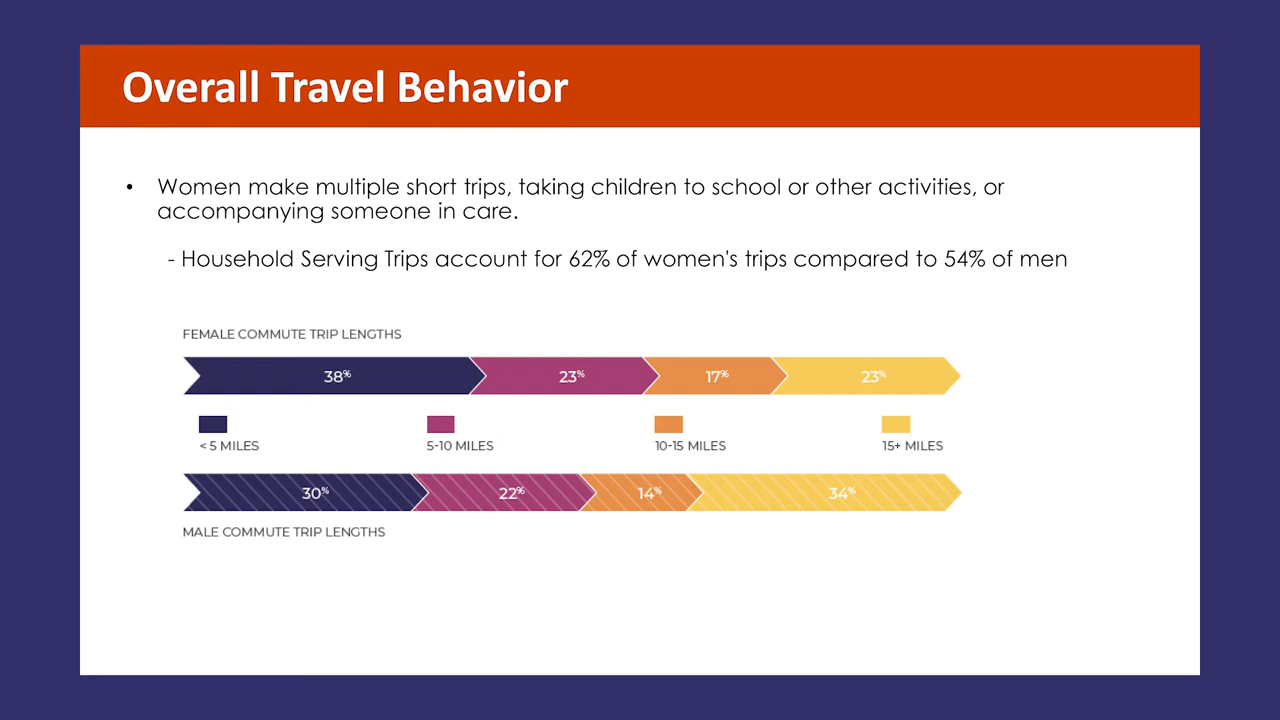 Overall Travel Behavior
• Women make multiple short trips, taking children to school or other activities, or
accompanying someone in care.
- Household Serving Trips account for 62% of women's trips compared to 54% of men
FEMALE COMMUTE TRIP LENGTHS
38% 23% 17% 23%
< 5 MILES 5-10 MILES 10-15 MILES 15+ MILES
30% 22% 14% 34%
MALE COMMUTE TRIP LENGTHS